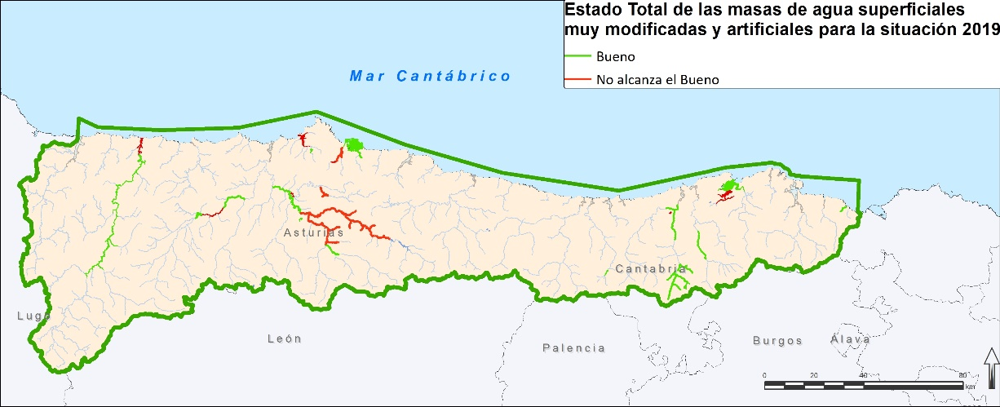 Estado Total de las masas de agua superficiales
muy modificadas y artificiales para la situación 2019
Bueno
No alcanza el Bueno
Mar Cantábrico
Asturias
Cantabria
Lugo
León
Palencia
Burgos
Álava
0 20 40 80
km